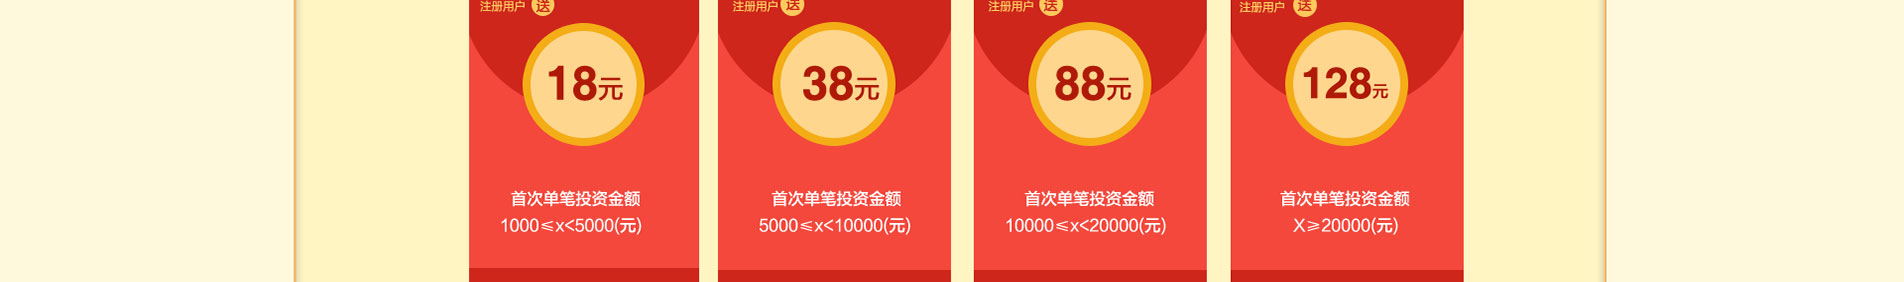 注册用户 送
18元
首次单笔投资金额
1000≤x<5000(元)
注册用户 送
38元
首次单笔投资金额
5000≤x<10000(元)
注册用户 送
88元
首次单笔投资金额
10000≤x<20000(元)
注册用户 送
128元
首次单笔投资金额
X≥20000(元)